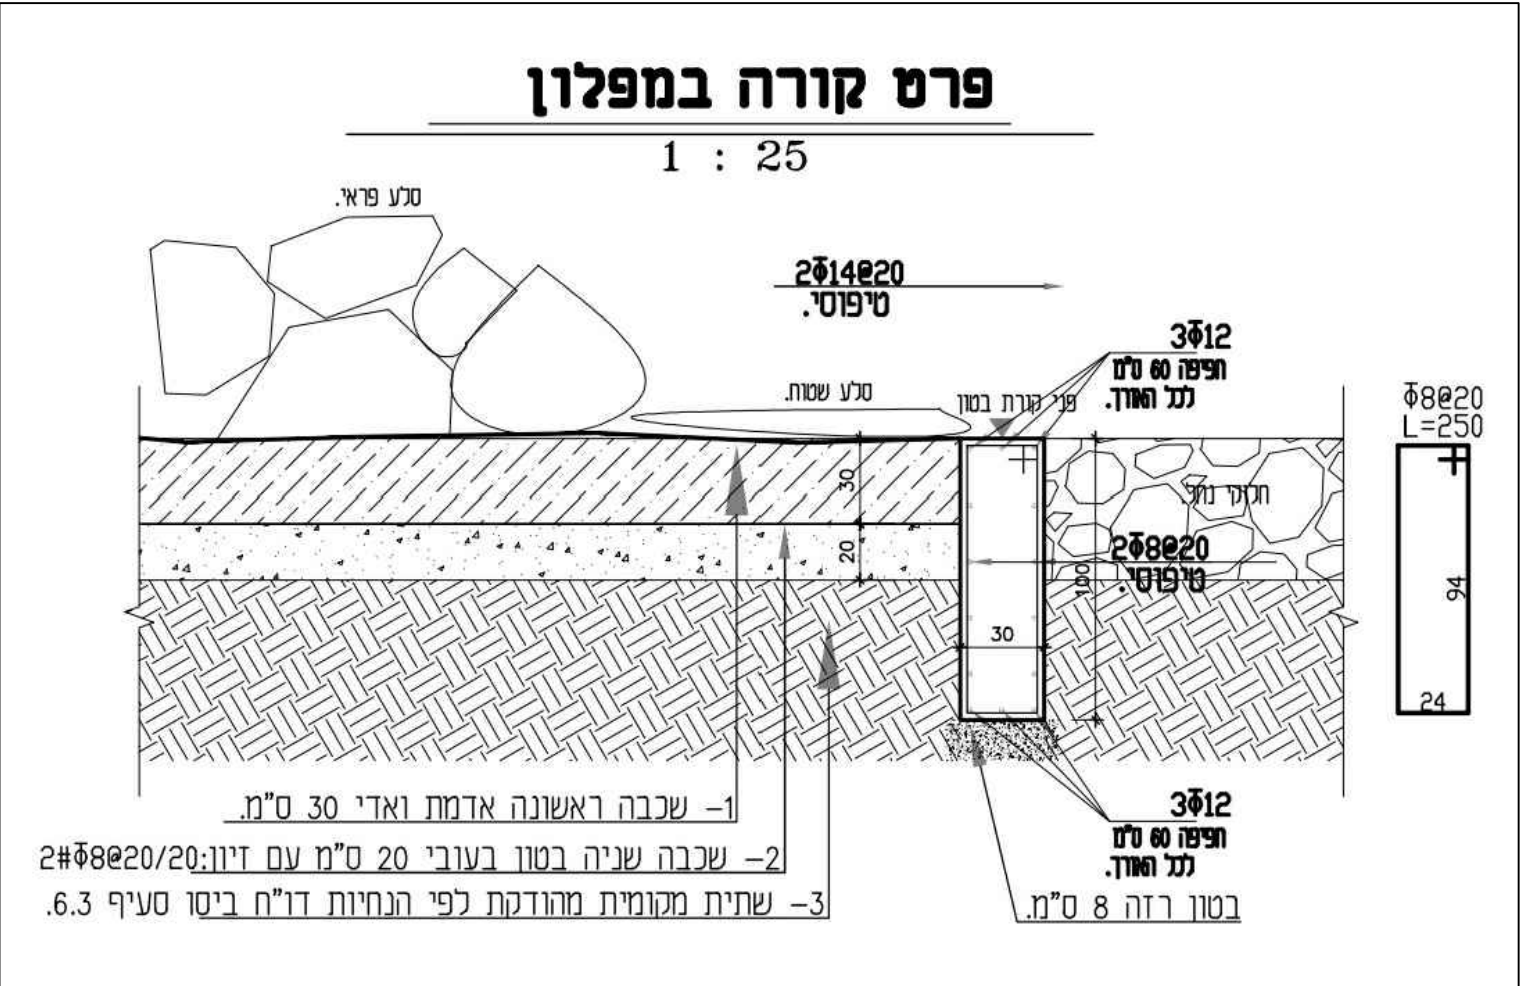 פרט קורה במפלון
1 : 25
סלע פראי.
2Φ14@20
טיפוסי.
3Φ12
חפיפה 60 ס"מ
לכל האורך.
סלע שטוח.
פני קורת בטון
Φ8@20
L=250
30
חלוקי נחל.
20
2Φ8@20
טיפוסי.
100
94
30
24
1- שכבה ראשונה אדמת ואדי 30 ס"מ.
3Φ12
חפיפה 60 ס"מ
לכל האורך.
2- שכבה שניה בטון בעובי 20 ס"מ עם זיון:2#Φ8@20/20
3- שתית מקומית מהודקת לפי הנחיות דו"ח ביסו סעיף 6.3.
בטון רזה 8 ס"מ.